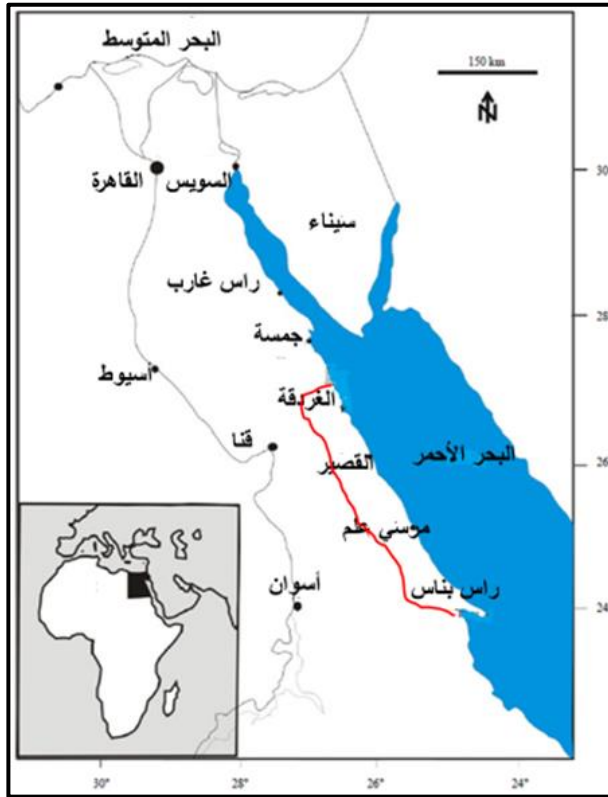 البحر المتوسط
150 km
N
القاهرة
السويس
30
سيناء
راس غارب
28
جمسة
أسيوط
الغردقة
قنا
القصير
البحر الأحمر
26
موسي علم
راس بناس
أسوان
24
30°
28°
26°
24°